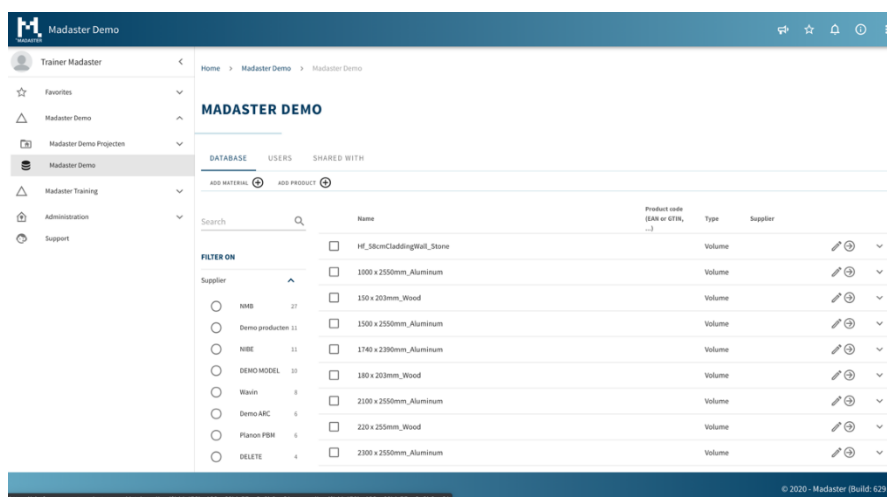 MADASTER
Madaster Demo
Trainer Madaster
Favorites
Madaster Demo
Madaster Demo Projecten
Madaster Demo
Madaster Training
Administration
Support
Home > Madaster Demo > Madaster Demo
MADASTER DEMO
DATABASE USERS SHARED WITH
ADD MATERIAL ADD PRODUCT
Search
FILTER ON
Supplier
NMB 27
Demo producten 11
NIBE 11
DEMO MODEL 10
Wavin 8
Demo ARC 6
Planon PBM 6
DELETE 4
Name Product code (EAN or GTIN, ...) Type Supplier
Hf_58cmCladdingWall_Stone Volume
1000 x 2550mm_Aluminum Volume
150 x 203mm_Wood Volume
1500 x 2550mm_Aluminum Volume
1740 x 2390mm_Aluminum Volume
180 x 203mm_Wood Volume
2100 x 2550mm_Aluminum Volume
220 x 255mm_Wood Volume
2300 x 2550mm_Aluminum Volume
© 2020 - Madaster (Build: 629